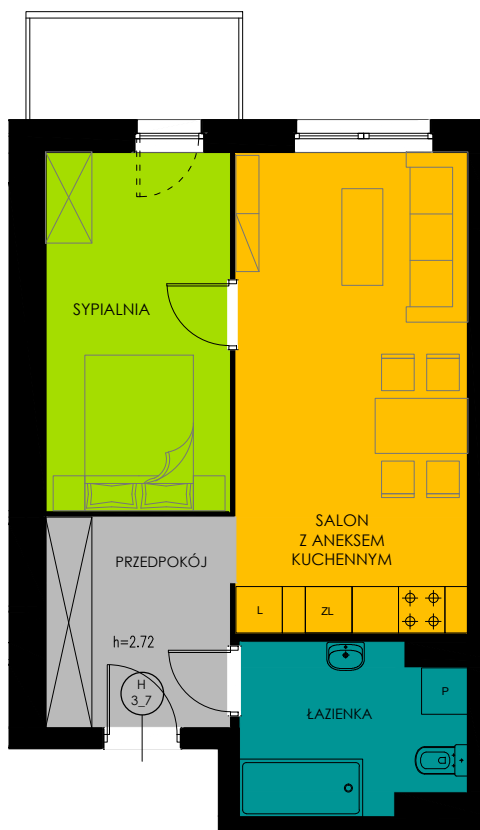 SYPIALNIA
SALON
Z ANEKSEM
KUCHENNYM
PRZEDPOKÓJ
L
ZL
h=2.72
H
3_7
P
ŁAZIENKA